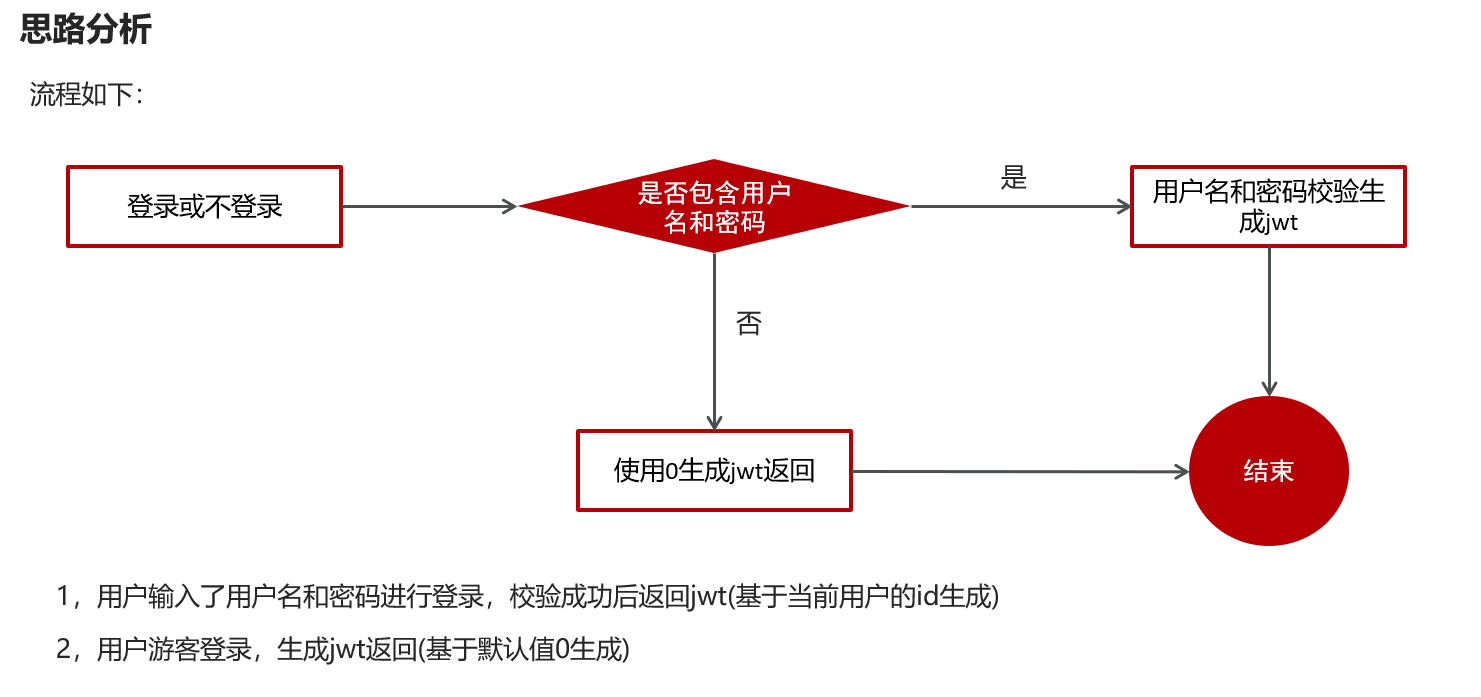 思路分析
流程如下：
登录或不登录
是否包含用户
名和密码
是
用户名和密码校验生
成jwt
否
使用0生成jwt返回
结束
1，用户输入了用户名和密码进行登录，校验成功后返回jwt(基于当前用户的id生成)
2，用户游客登录，生成jwt返回(基于默认值0生成)